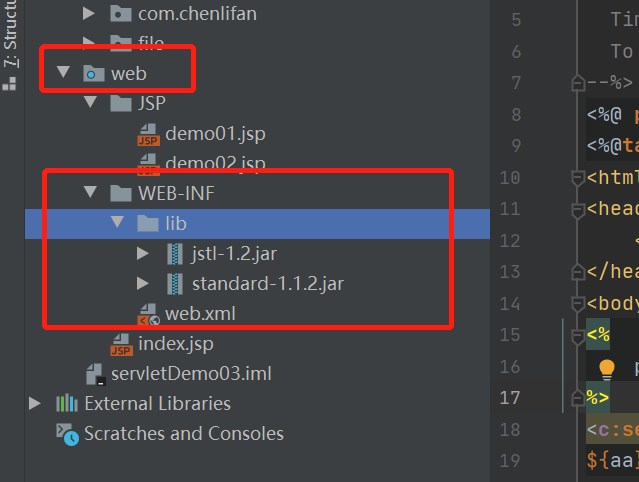 7: Structu
com.chenlifan
file
web
JSP
demo01.jsp
demo02.jsp
WEB-INF
lib
jstl-1.2.jar
standard-1.1.2.jar
web.xml
index.jsp
servletDemo03.iml
External Libraries
Scratches and Consoles
5 Tim
6 To
7 --%>
8 <%@ p
9 <%@ta
10 <html
11 <head
12 <
13 </hea
14 <body
15 <%
16 p
17 %>
18 <c:se
19 ${aa}